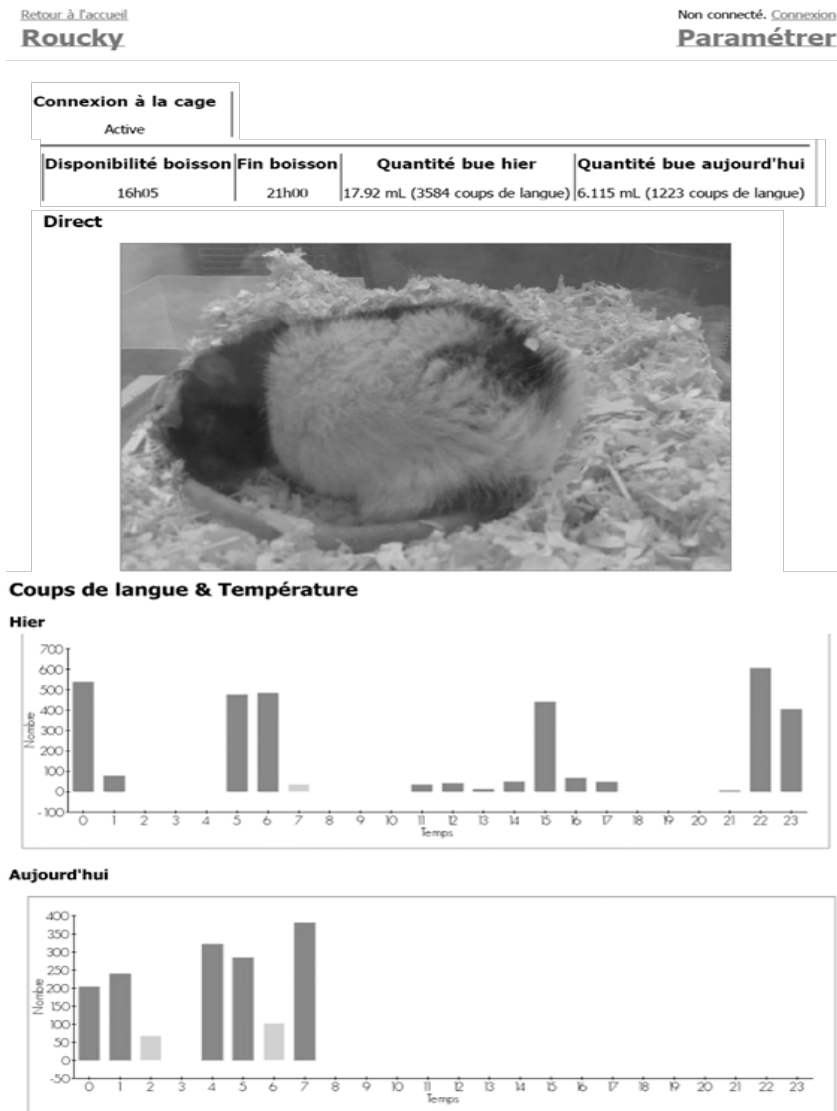 Retour à l'accueil
Non connecté. Connexion
Roucky
Paramétrer
Connexion à la cage
Active
Disponibilité boisson Fin boisson Quantité bue hier Quantité bue aujourd'hui
16h05 21h00 17.92 mL (3584 coups de langue) 6.115 mL (1223 coups de langue)
Direct
Coups de langue & Température
Hier
700
600
500
400
300
200
100
0
-100
Nombre
0 1 2 3 4 5 6 7 8 9 10 11 12 13 14 15 16 17 18 19 20 21 22 23
Temps
Aujourd'hui
400
350
300
250
200
150
100
50
0
-50
Nombre
0 1 2 3 4 5 6 7 8 9 10 11 12 13 14 15 16 17 18 19 20 21 22 23
Temps